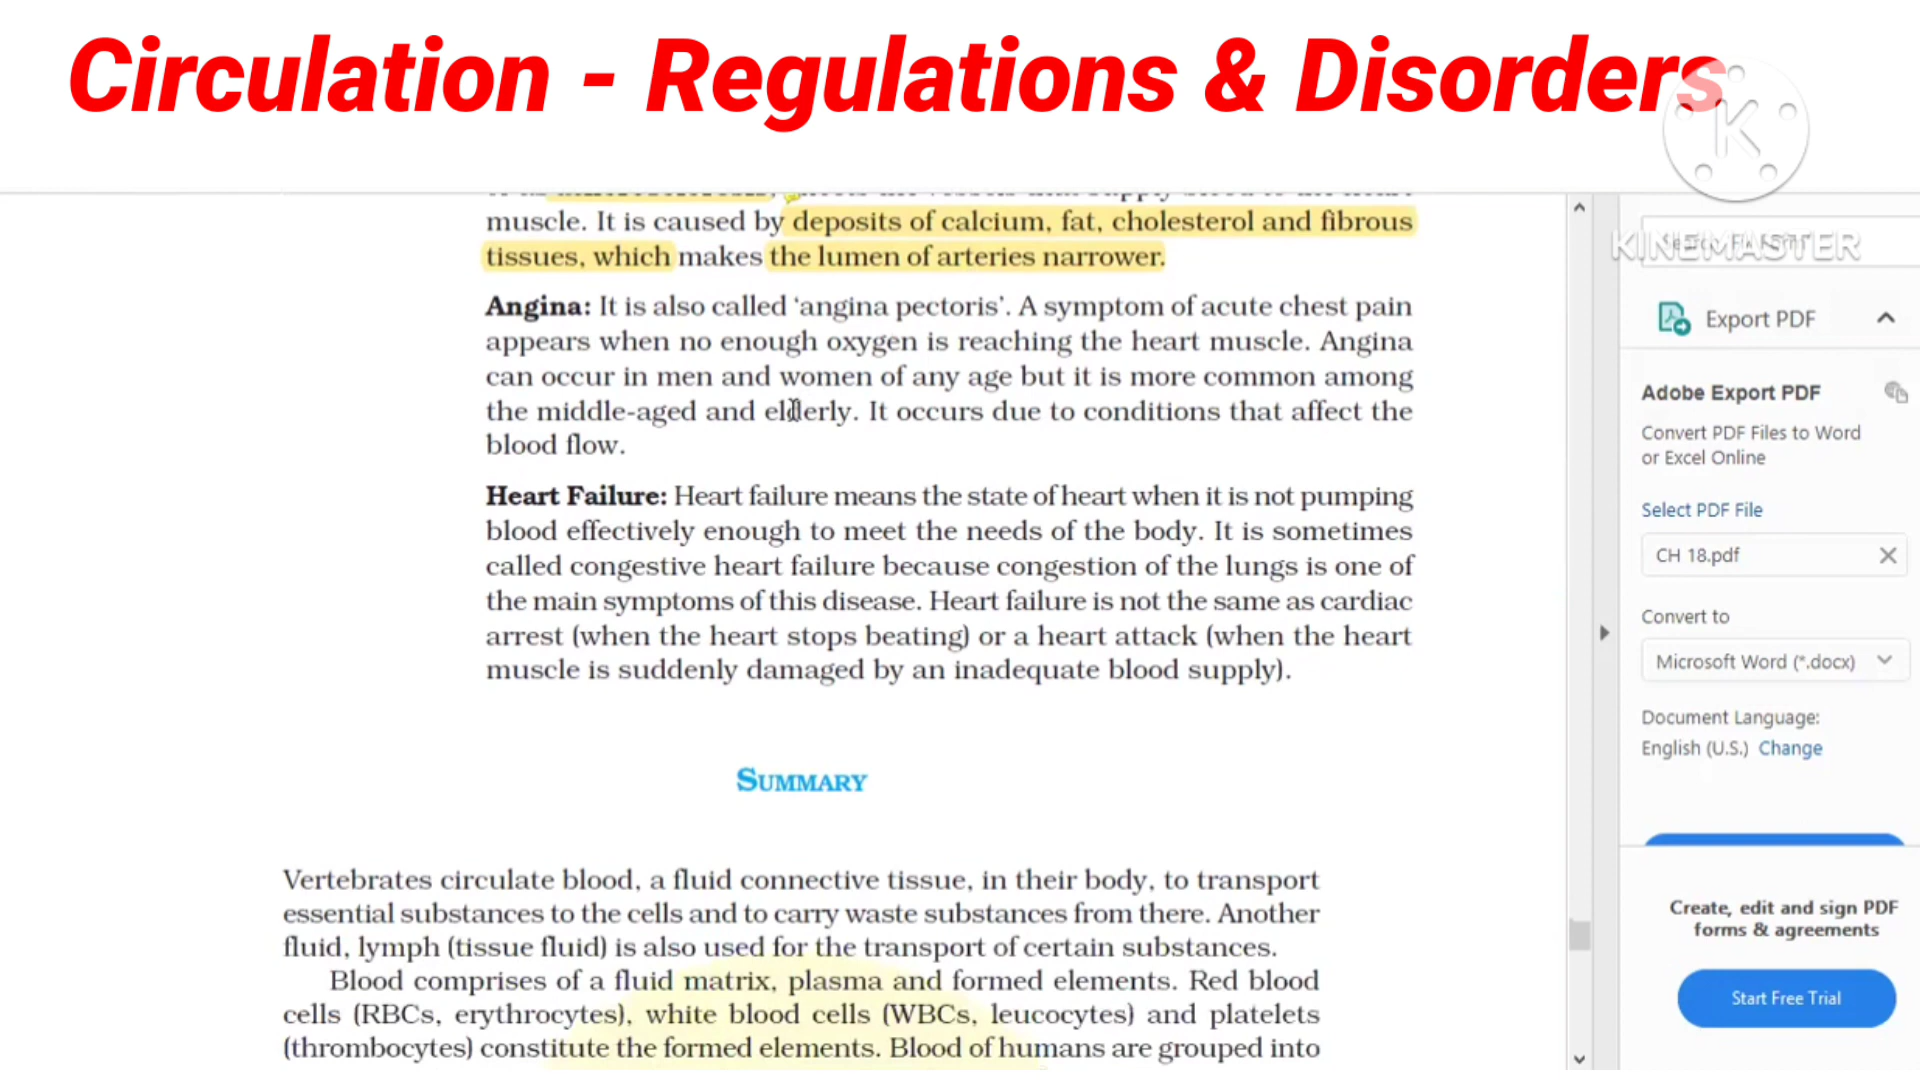 Circulation - Regulations & Disorders
K
KINEMASTER
muscle. It is caused by deposits of calcium, fat, cholesterol and fibrous
tissues, which makes the lumen of arteries narrower.
Angina: It is also called ‘angina pectoris’. A symptom of acute chest pain
appears when no enough oxygen is reaching the heart muscle. Angina
can occur in men and women of any age but it is more common among
the middle-aged and elderly. It occurs due to conditions that affect the
blood flow.
Heart Failure: Heart failure means the state of heart when it is not pumping
blood effectively enough to meet the needs of the body. It is sometimes
called congestive heart failure because congestion of the lungs is one of
the main symptoms of this disease. Heart failure is not the same as cardiac
arrest (when the heart stops beating) or a heart attack (when the heart
muscle is suddenly damaged by an inadequate blood supply).
SUMMARY
Vertebrates circulate blood, a fluid connective tissue, in their body, to transport
essential substances to the cells and to carry waste substances from there. Another
fluid, lymph (tissue fluid) is also used for the transport of certain substances.
Blood comprises of a fluid matrix, plasma and formed elements. Red blood
cells (RBCs, erythrocytes), white blood cells (WBCs, leucocytes) and platelets
(thrombocytes) constitute the formed elements. Blood of humans are grouped into
Export PDF
Adobe Export PDF
Convert PDF Files to Word
or Excel Online
Select PDF File
CH 18.pdf
Convert to
Microsoft Word (*.docx)
Document Language:
English (U.S.) Change
Create, edit and sign PDF
forms & agreements
Start Free Trial